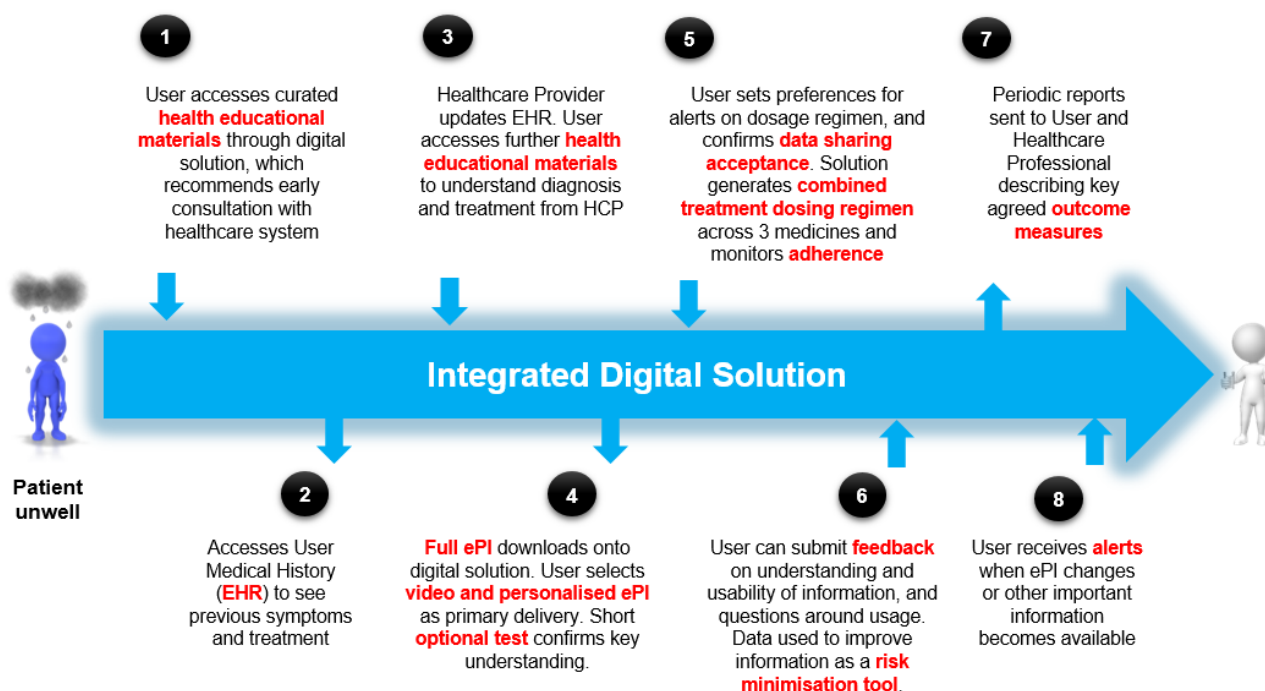 1
User accesses curated
health educational
materials through digital
solution, which
recommends early
consultation with
healthcare system
3
Healthcare Provider
updates EHR. User
accesses further health
educational materials
to understand diagnosis
and treatment from HCP
5
User sets preferences for
alerts on dosage regimen, and
confirms data sharing
acceptance. Solution
generates combined
treatment dosing regimen
across 3 medicines and
monitors adherence
7
Periodic reports
sent to User and
Healthcare
Professional
describing key
agreed outcome
measures
Integrated Digital Solution
Patient
unwell
2
Accesses User
Medical History
(EHR) to see
previous symptoms
and treatment
4
Full ePI downloads onto
digital solution. User selects
video and personalised ePI
as primary delivery. Short
optional test confirms key
understanding.
6
User can submit feedback
on understanding and
usability of information, and
questions around usage.
Data used to improve
information as a risk
minimisation tool.
8
User receives alerts
when ePI changes
or other important
information
becomes available